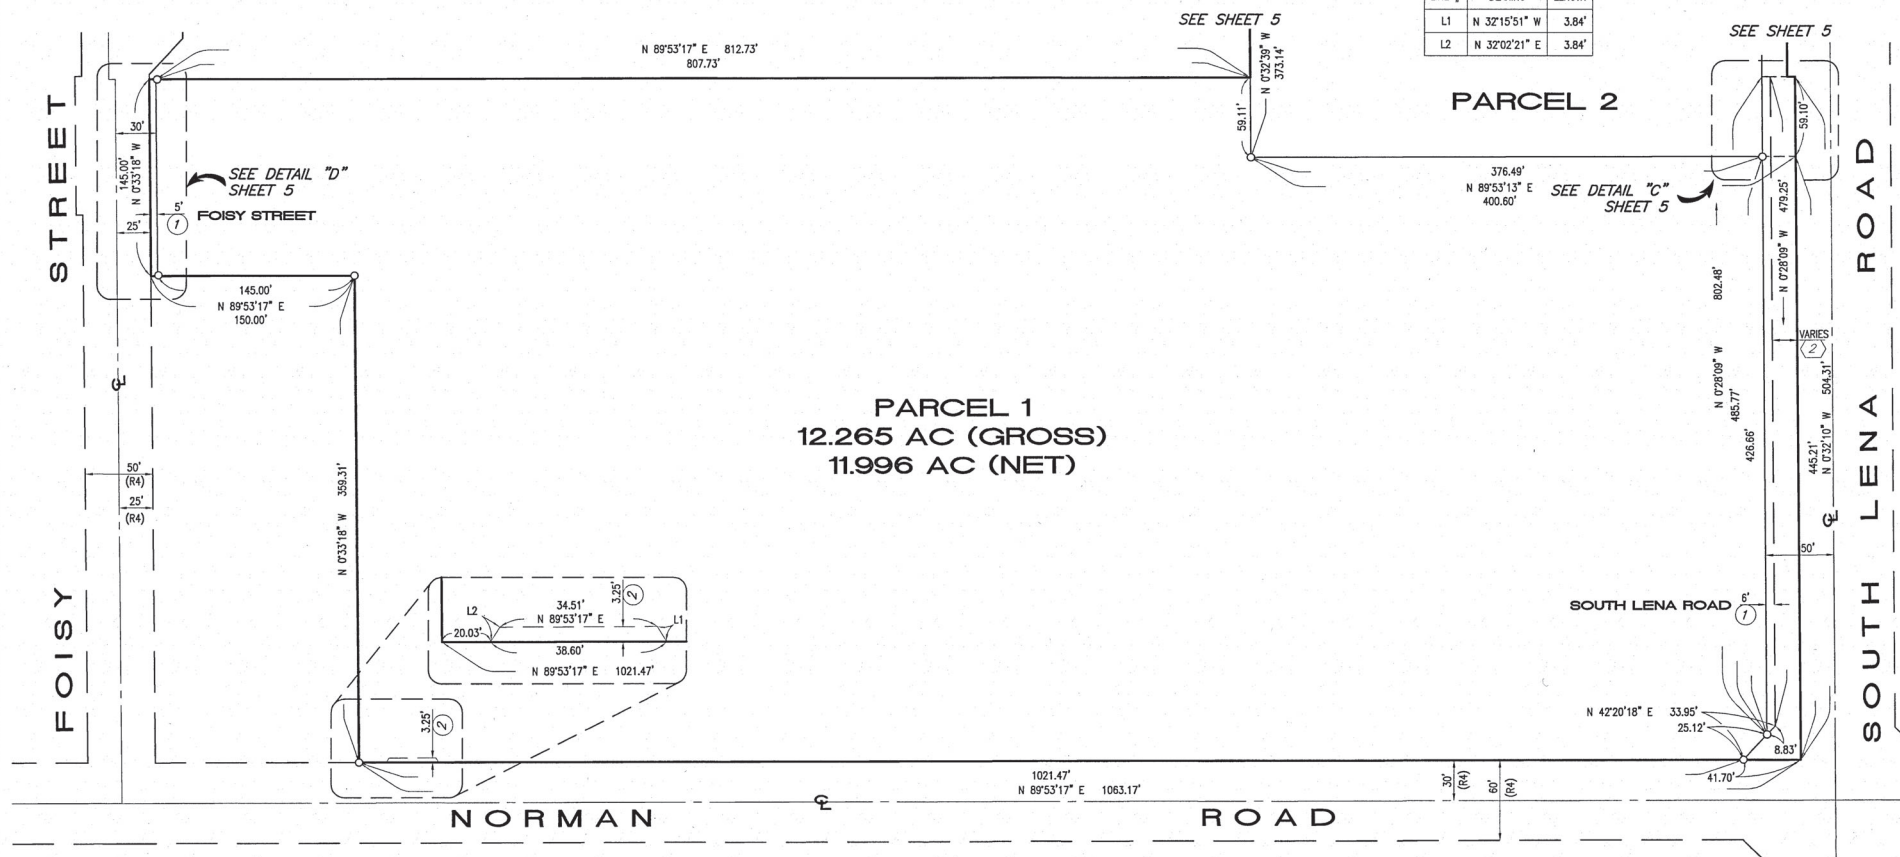 SEE SHEET 5
L1 N 32°15'51" W 3.84'
L2 N 32°02'21" E 3.84'
SEE SHEET 5
N 89°53'17" E 812.73'
807.73'
N 0°32'39" W
373.14'
59.11'
PARCEL 2
59.10'
STREET
30'
145.00'
N 0°33'18" W
SEE DETAIL "D"
SHEET 5
5'
1
FOISY STREET
25'
376.49'
N 89°53'13" E
400.60'
SEE DETAIL "C"
SHEET 5
479.25'
N 0°28'09" W
ROAD
145.00'
N 89°53'17" E
150.00'
802.48'
N 0°28'09" W
485.77'
VARIES
2
504.31'
445.21'
N 0°32'10" W
426.66'
℄
PARCEL 1
12.265 AC (GROSS)
11.996 AC (NET)
50'
(R4)
25'
(R4)
359.31'
N 0°33'18" W
℄
LENA
50'
FOISY
L2
34.51'
N 89°53'17" E
3.25'
2
L1
20.03'
38.60'
N 89°53'17" E 1021.47'
SOUTH LENA ROAD
6'
1
SOUTH
3.25'
2
N 42°20'18" E 33.95'
25.12'
8.83'
41.70'
1021.47'
N 89°53'17" E 1063.17'
30'
(R4)
60'
(R4)
℄
NORMAN ROAD